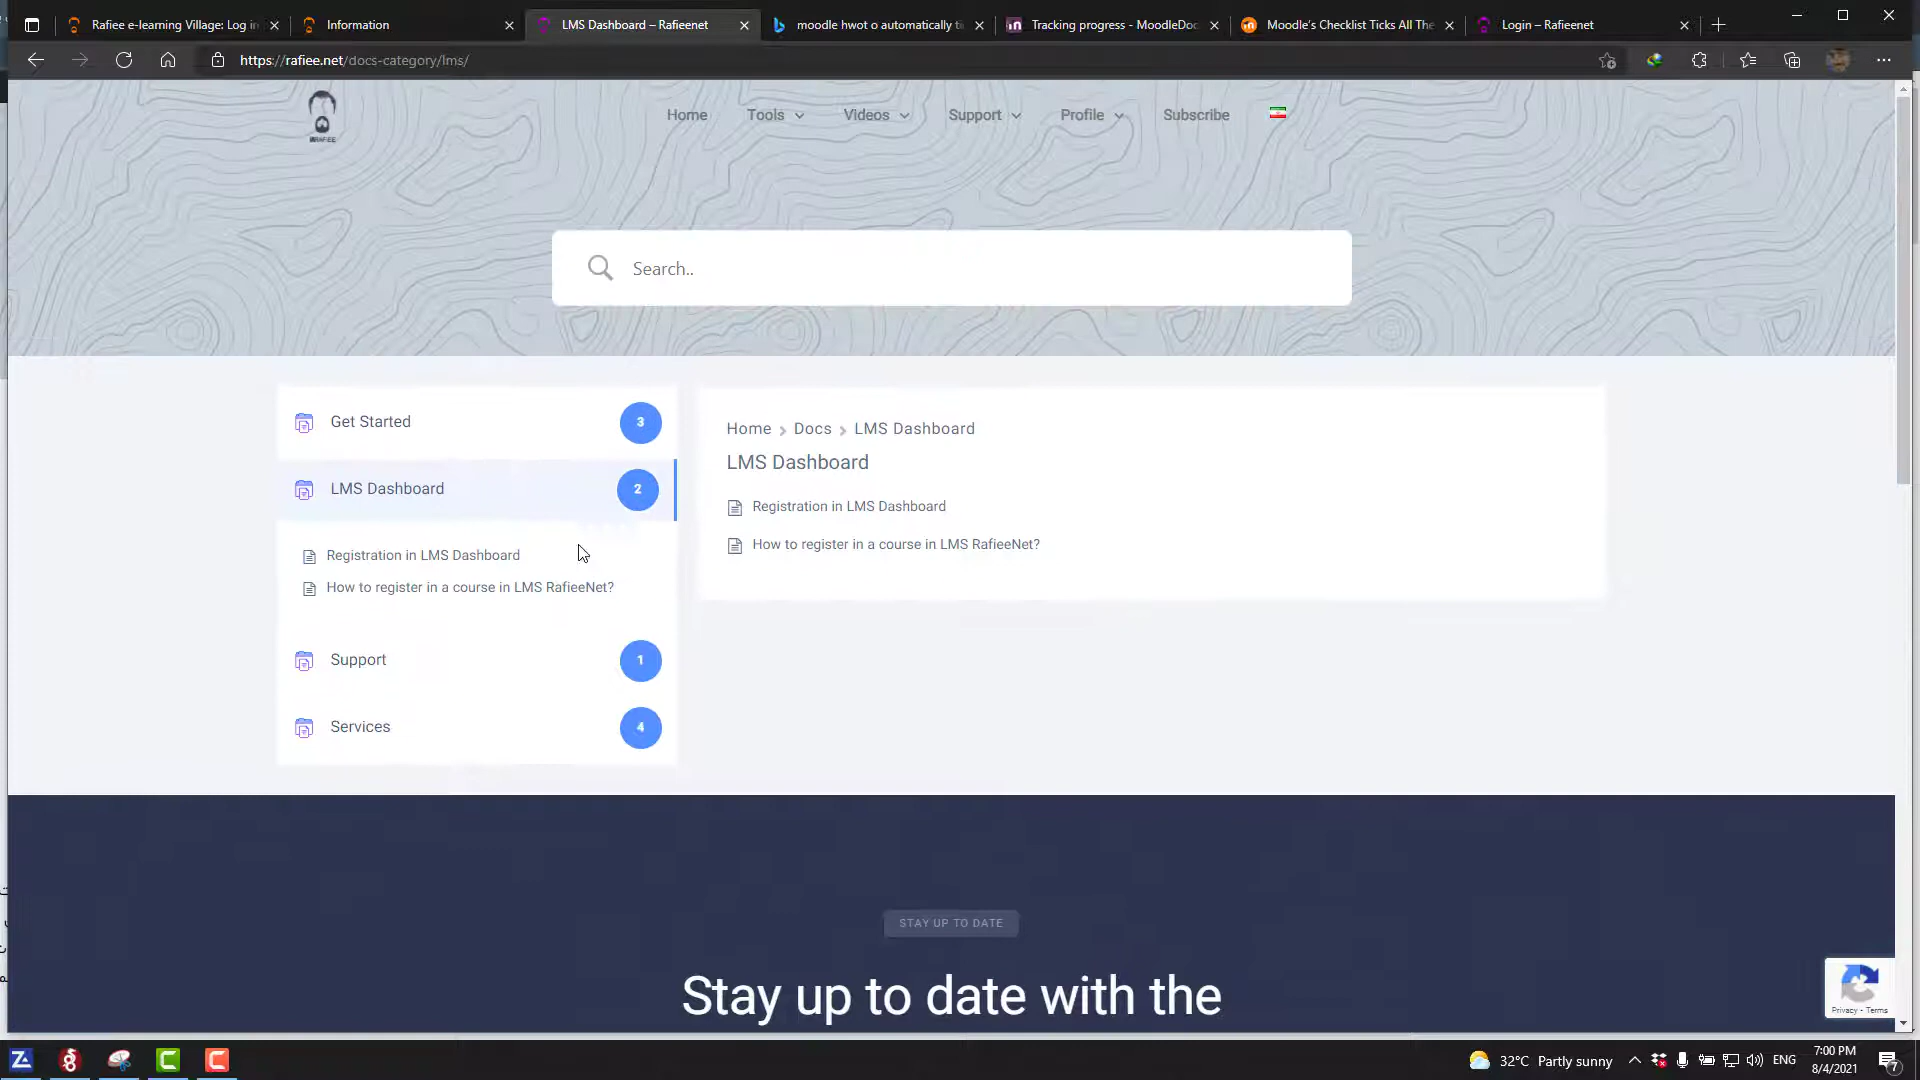 Rafiee e-learning Village: Log in
Information
LMS Dashboard – Rafieenet
moodle hwot o automatically ti
Tracking progress - MoodleDoc
Moodle's Checklist Ticks All The
Login – Rafieenet
https://rafiee.net/docs-category/lms/
Home
Tools
Videos
Support
Profile
Subscribe
Search..
Get Started
3
LMS Dashboard
2
Registration in LMS Dashboard
How to register in a course in LMS RafieeNet?
Support
1
Services
4
Home
Docs
LMS Dashboard
LMS Dashboard
Registration in LMS Dashboard
How to register in a course in LMS RafieeNet?
STAY UP TO DATE
Stay up to date with the
Privacy - Terms
32°C Partly sunny
ENG
7:00 PM
8/4/2021
7